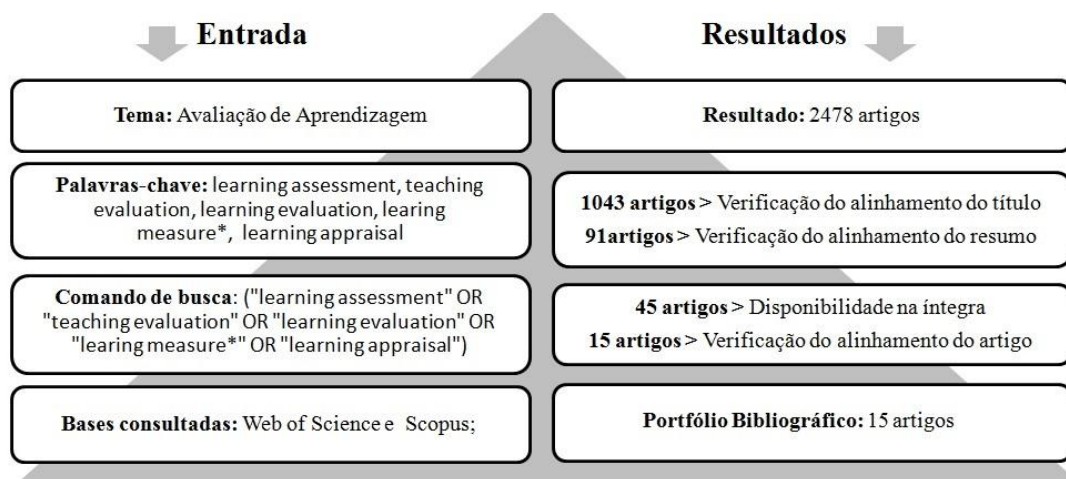 Entrada
Tema: Avaliação de Aprendizagem
Palavras-chave: learning assessment, teaching
evaluation, learning evaluation, learing
measure*, learning appraisal
Comando de busca: ("learning assessment" OR
"teaching evaluation" OR "learning evaluation" OR
"learing measure*" OR "learning appraisal")
Bases consultadas: Web of Science e Scopus;
Resultados
Resultado: 2478 artigos
1043 artigos > Verificação do alinhamento do título
91artigos > Verificação do alinhamento do resumo
45 artigos > Disponibilidade na íntegra
15 artigos > Verificação do alinhamento do artigo
Portfólio Bibliográfico: 15 artigos